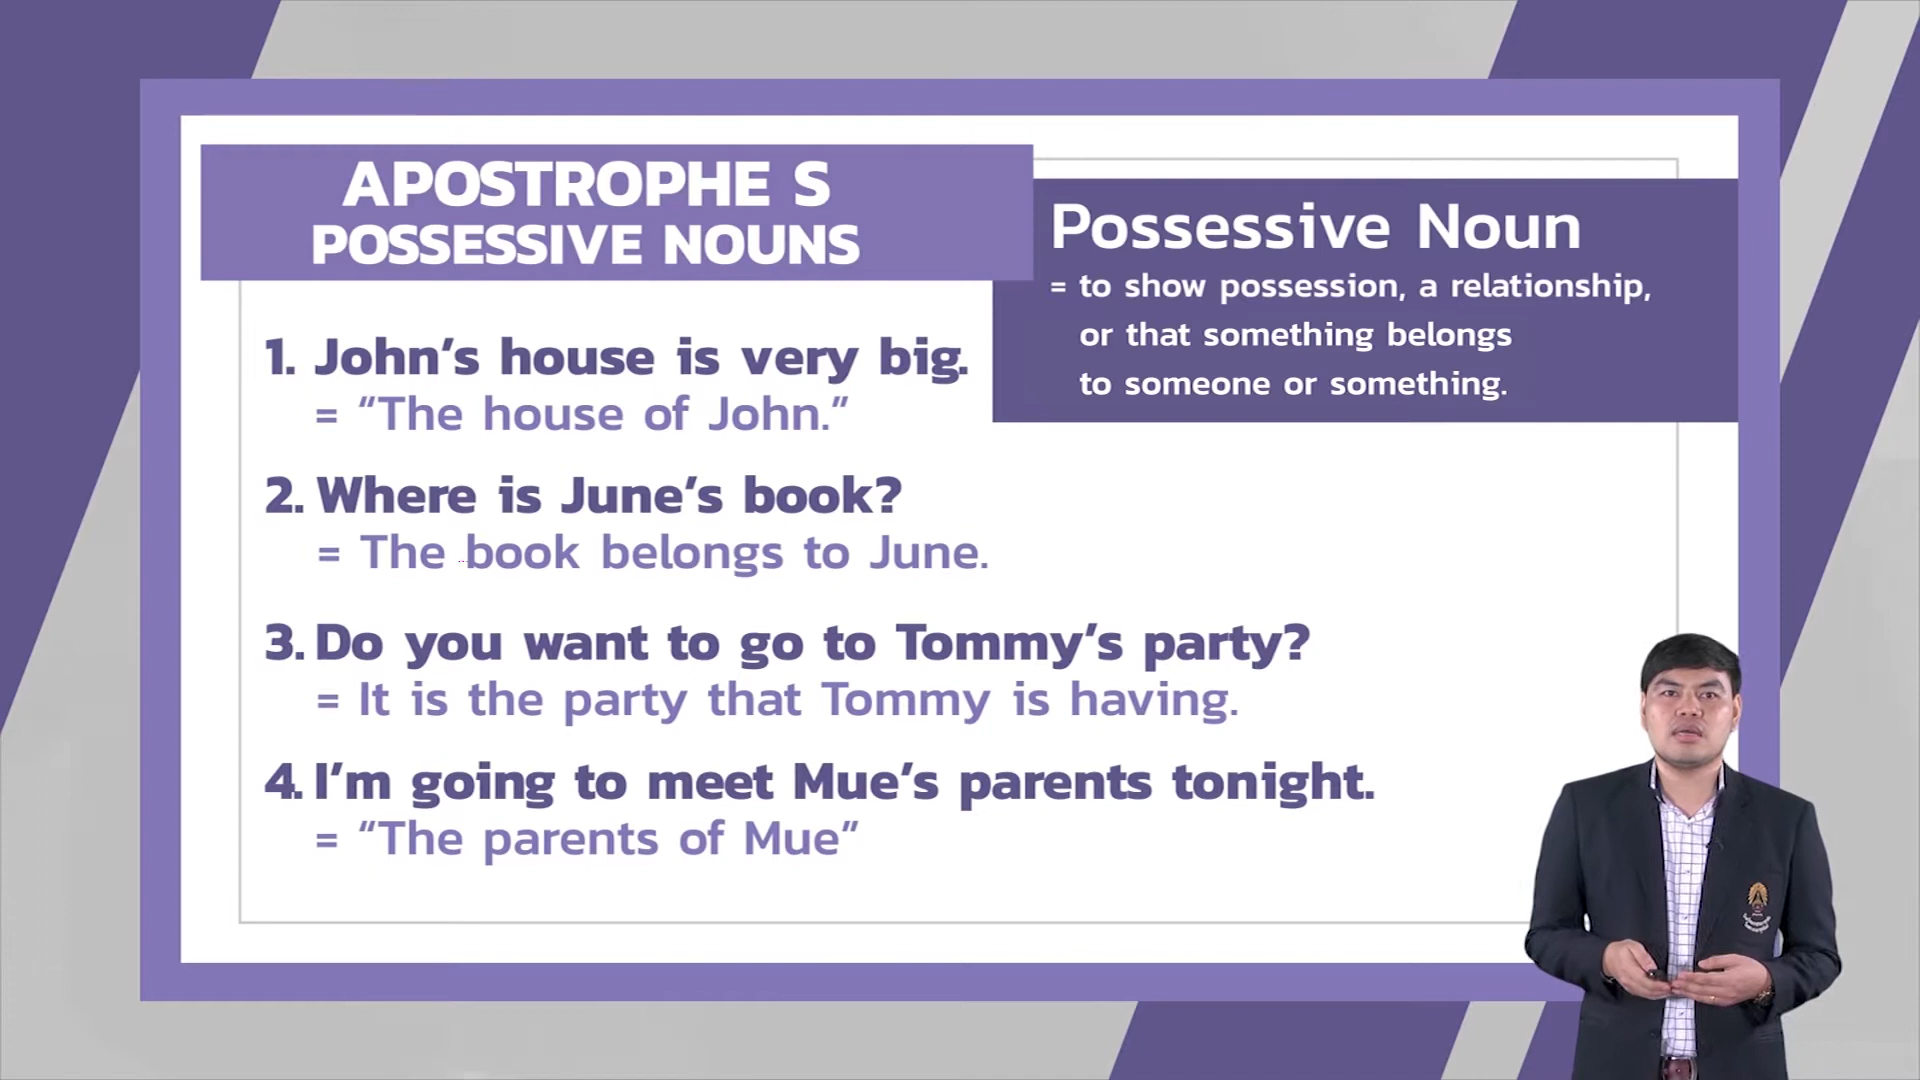 APOSTROPHE S
POSSESSIVE NOUNS
Possessive Noun
= to show possession, a relationship,
or that something belongs
to someone or something.
1. John’s house is very big.
= “The house of John.”
2. Where is June’s book?
= The book belongs to June.
3. Do you want to go to Tommy’s party?
= It is the party that Tommy is having.
4. I’m going to meet Mue’s parents tonight.
= “The parents of Mue”